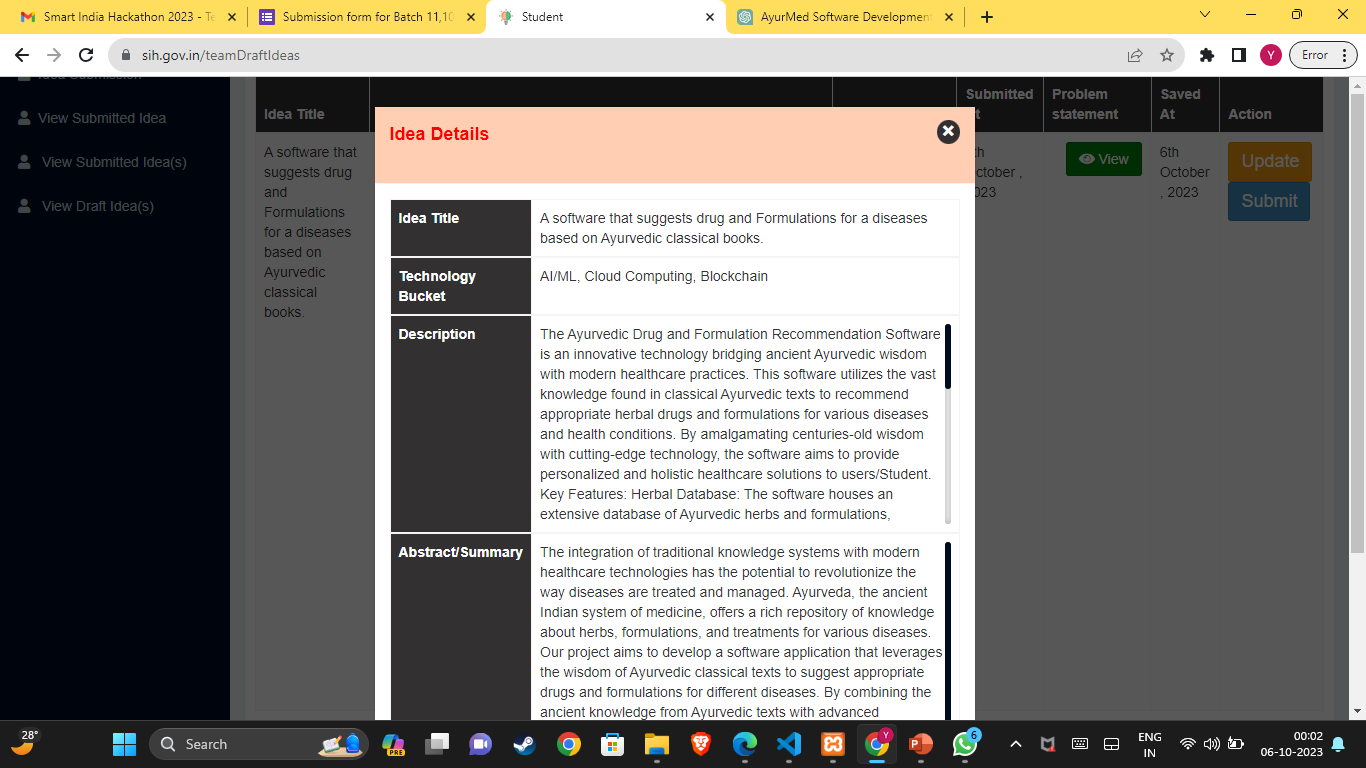 Smart India Hackathon 2023 - Te
Submission form for Batch 11,10
Student
AyurMed Software Development
sih.gov.in/teamDraftIdeas
Y
Error
Idea Submission
View Submitted Idea
View Submitted Idea(s)
View Draft Idea(s)
Idea Title
Submitted
Problem
statement
Saved
At
Action
A software that
suggests drug
and
Formulations
for a diseases
based on
Ayurvedic
classical
books.
View
6th
October
, 2023
Update
Submit
Idea Details
Idea Title
A software that suggests drug and Formulations for a diseases
based on Ayurvedic classical books.
Technology
Bucket
AI/ML, Cloud Computing, Blockchain
Description
The Ayurvedic Drug and Formulation Recommendation Software
is an innovative technology bridging ancient Ayurvedic wisdom
with modern healthcare practices. This software utilizes the vast
knowledge found in classical Ayurvedic texts to recommend
appropriate herbal drugs and formulations for various diseases
and health conditions. By amalgamating centuries-old wisdom
with cutting-edge technology, the software aims to provide
personalized and holistic healthcare solutions to users/Student.
Key Features: Herbal Database: The software houses an
extensive database of Ayurvedic herbs and formulations,
Abstract/Summary
The integration of traditional knowledge systems with modern
healthcare technologies has the potential to revolutionize the
way diseases are treated and managed. Ayurveda, the ancient
Indian system of medicine, offers a rich repository of knowledge
about herbs, formulations, and treatments for various diseases.
Our project aims to develop a software application that leverages
the wisdom of Ayurvedic classical texts to suggest appropriate
drugs and formulations for different diseases. By combining the
ancient knowledge from Ayurvedic texts with advanced
28°
Search
PRE
Y
6
ENG
IN
00:02
06-10-2023